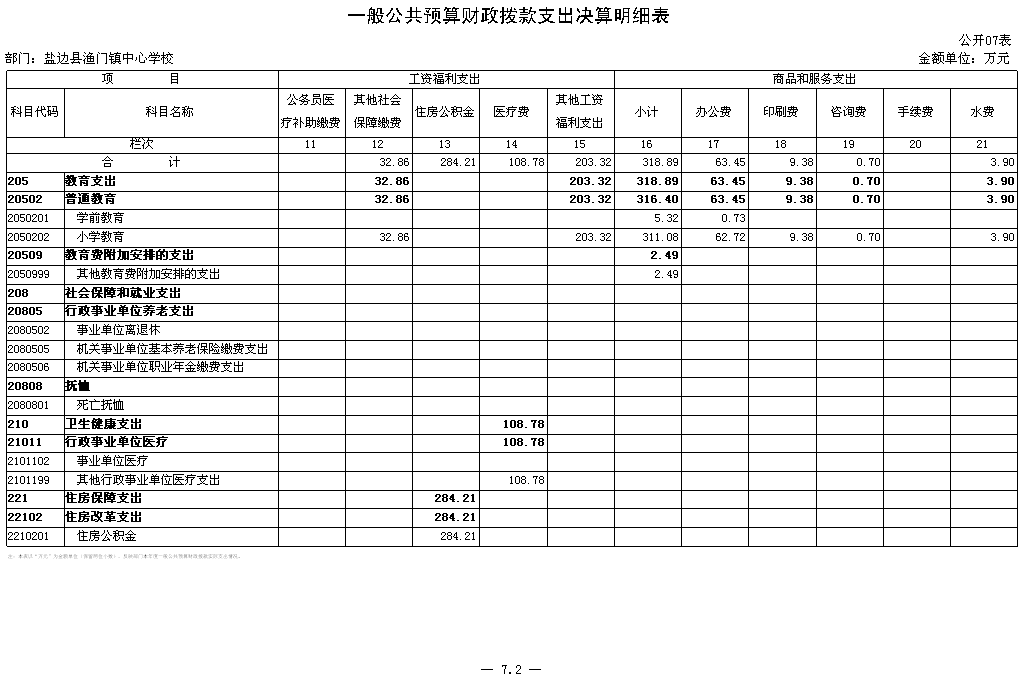 一般公共预算财政拨款支出决算明细表
公开07表
部门：盐边县渔门镇中心学校 金额单位：万元
项 目 工资福利支出 商品和服务支出
科目代码 科目名称 公务员医疗补助缴费 其他社会保障缴费 住房公积金 医疗费 其他工资福利支出 小计 办公费 印刷费 咨询费 手续费 水费
栏次 11 12 13 14 15 16 17 18 19 20 21
合 计 32.86 284.21 108.78 203.32 318.89 63.45 9.38 0.70 3.90
205 教育支出 32.86 203.32 318.89 63.45 9.38 0.70 3.90
20502 普通教育 32.86 203.32 316.40 63.45 9.38 0.70 3.90
2050201 学前教育 5.32 0.73
2050202 小学教育 32.86 203.32 311.08 62.72 9.38 0.70 3.90
20509 教育费附加安排的支出 2.49
2050999 其他教育费附加安排的支出 2.49
208 社会保障和就业支出
20805 行政事业单位养老支出
2080502 事业单位离退休
2080505 机关事业单位基本养老保险缴费支出
2080506 机关事业单位职业年金缴费支出
20808 抚恤
2080801 死亡抚恤
210 卫生健康支出 108.78
21011 行政事业单位医疗 108.78
2101102 事业单位医疗
2101199 其他行政事业单位医疗支出 108.78
221 住房保障支出 284.21
22102 住房改革支出 284.21
2210201 住房公积金 284.21
— 7.2 —